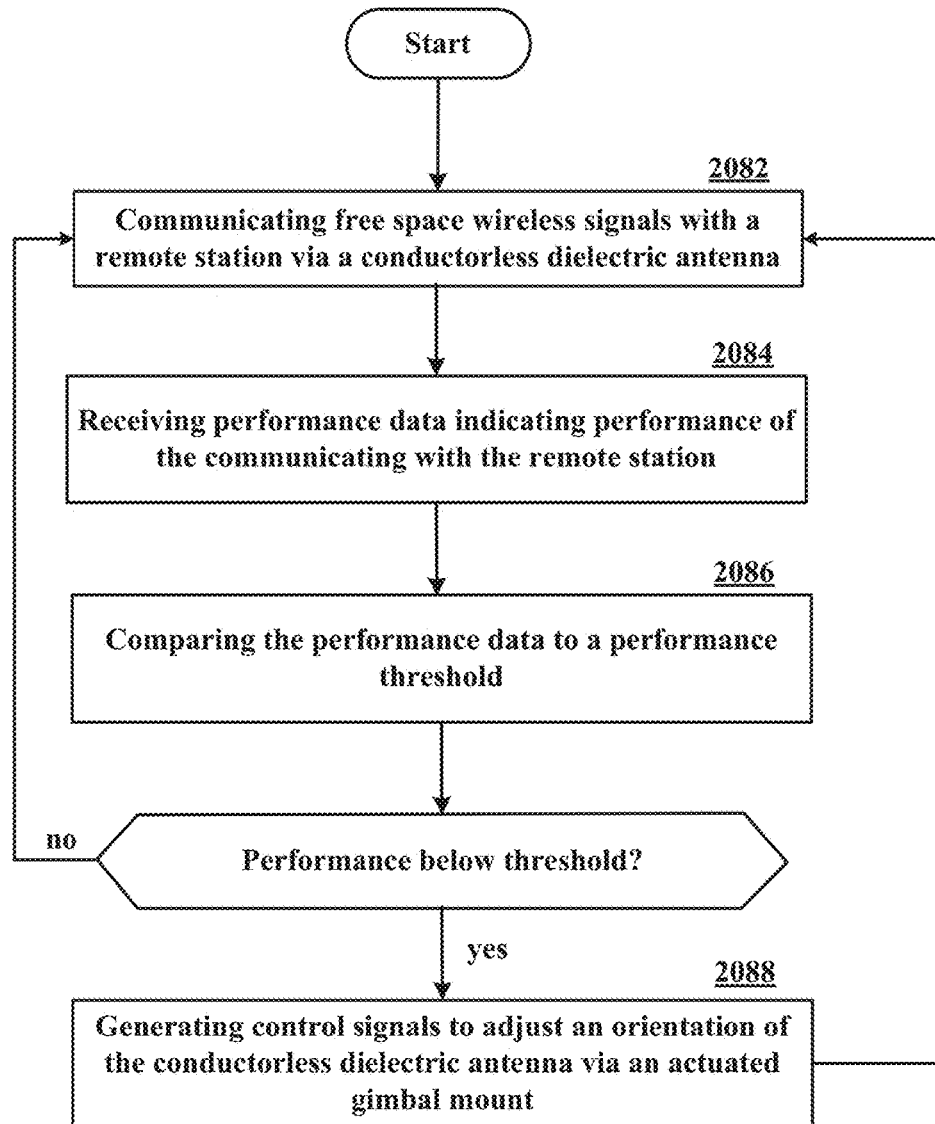 Start
2082
Communicating free space wireless signals with a
remote station via a conductorless dielectric antenna
2084
Receiving performance data indicating performance of
the communicating with the remote station
2086
Comparing the performance data to a performance
threshold
no
Performance below threshold?
yes
2088
Generating control signals to adjust an orientation of
the conductorless dielectric antenna via an actuated
gimbal mount